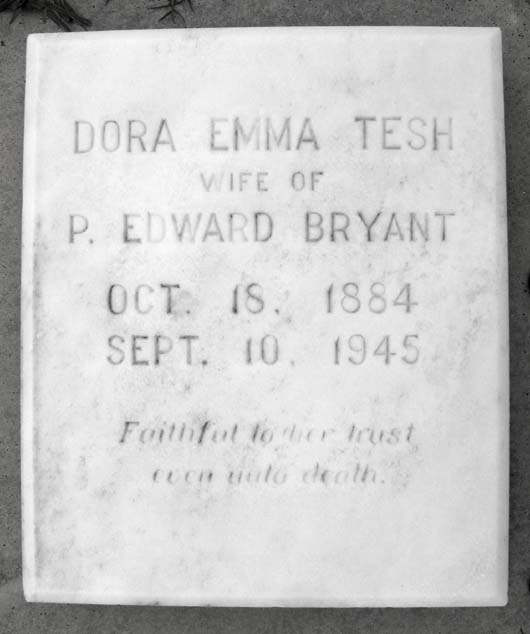 DORA EMMA TESH
WIFE OF
P. EDWARD BRYANT
OCT. 18, 1884
SEPT. 10, 1945
Faithful to her trust
even unto death.